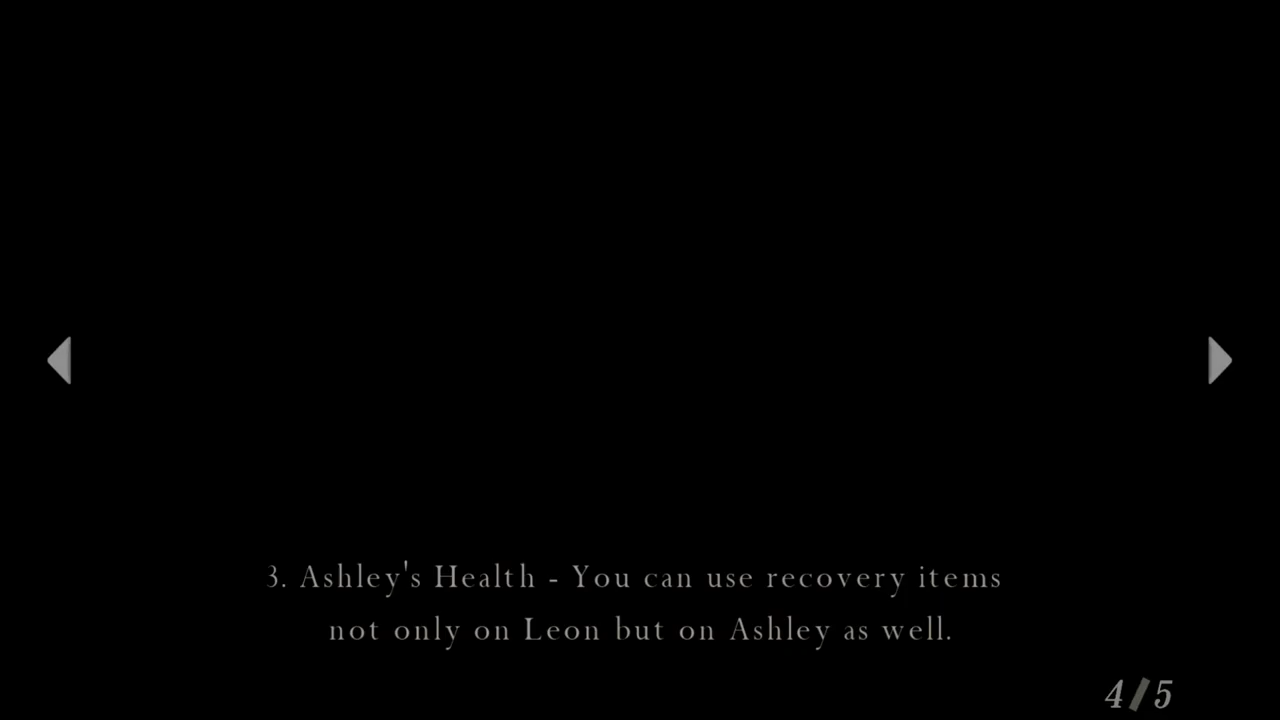 3. Ashley's Health - You can use recovery items
not only on Leon but on Ashley as well.
4/5